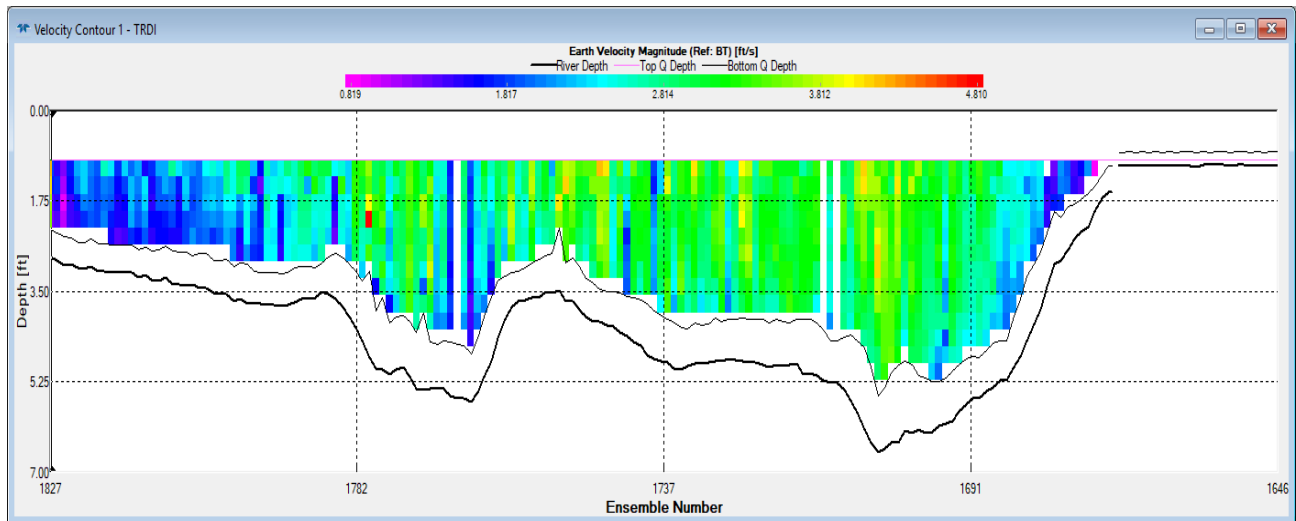 Velocity Contour 1 - TRDI
Earth Velocity Magnitude (Ref: BT) [ft/s]
River Depth Top Q Depth Bottom Q Depth
0.819 1.817 2.814 3.812 4.810
0.00
1.75
3.50
5.25
7.00
Depth [ft]
1827 1782 1737 1691 1646
Ensemble Number